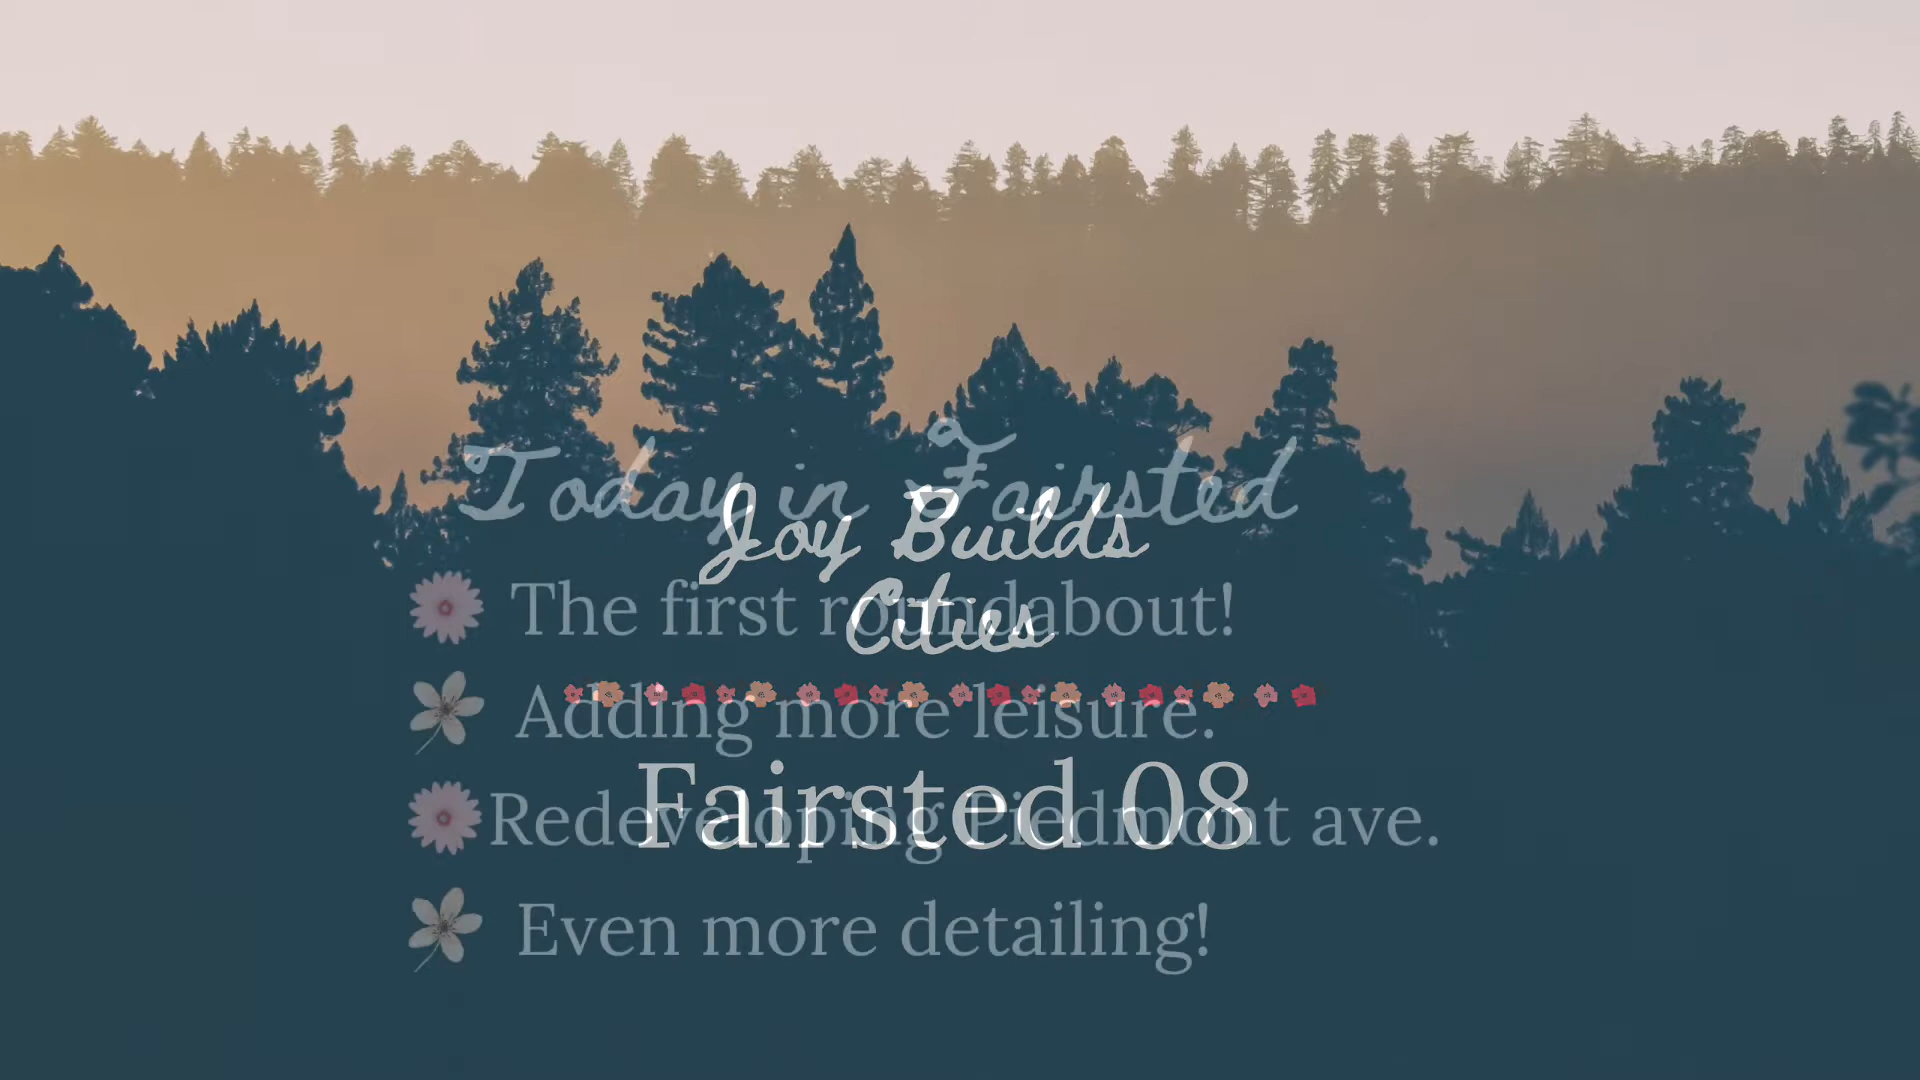 Today in Fairsted
Joy Builds
Cities
The first roundabout!
Adding more leisure.
Fairsted 08
Redeveloping Piedmont ave.
Even more detailing!